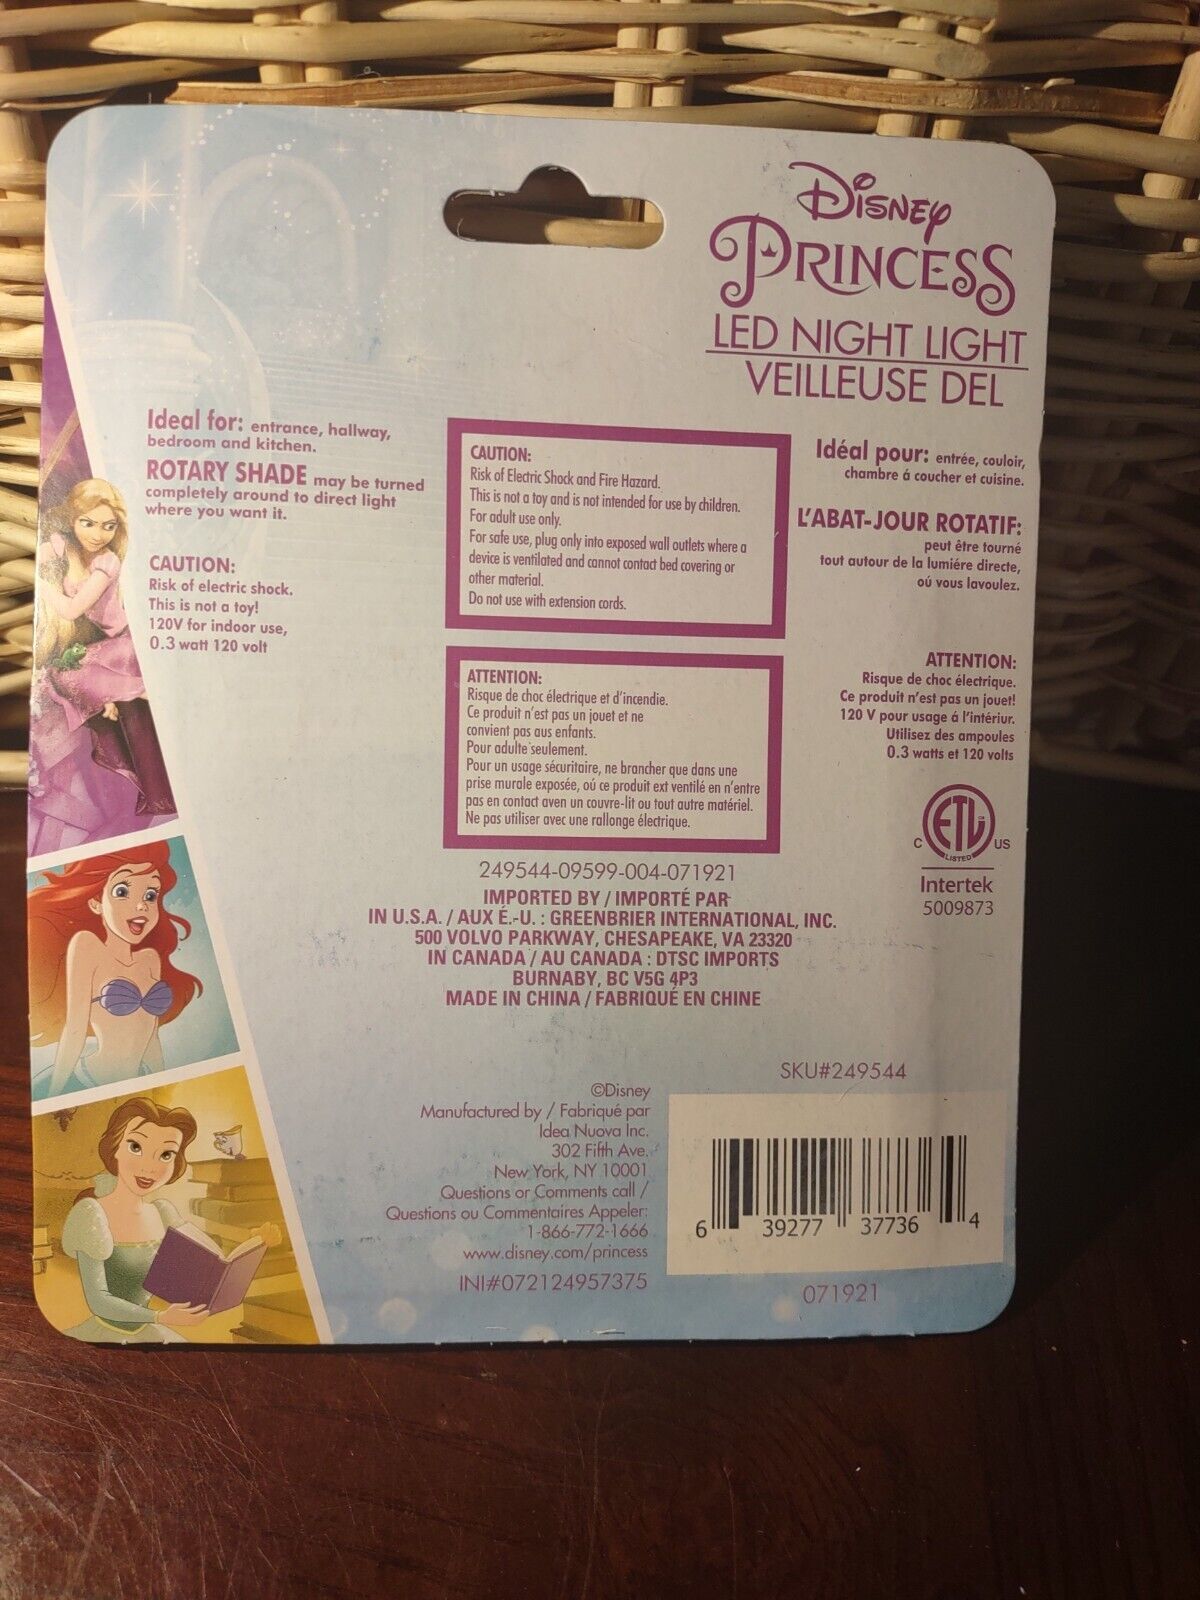 Disney
PRINCESS
LED NIGHT LIGHT
VEILLEUSE DEL
Ideal for: entrance, hallway,
bedroom and kitchen.
ROTARY SHADE may be turned
completely around to direct light
where you want it.
CAUTION:
Risk of electric shock.
This is not a toy!
120V for indoor use,
0.3 watt 120 volt
CAUTION:
Risk of Electric Shock and Fire Hazard.
This is not a toy and is not intended for use by children.
For adult use only.
For safe use, plug only into exposed wall outlets where a
device is ventilated and cannot contact bed covering or
other material.
Do not use with extension cords.
ATTENTION:
Risque de choc électrique et d'incendie.
Ce produit n'est pas un jouet et ne
convient pas aus enfants.
Pour adulte seulement.
Pour un usage sécuritaire, ne brancher que dans une
prise murale exposée, oú ce produit ext ventilé en n'entre
pas en contact aven un couvre-lit ou tout autre matériel.
Ne pas utiliser avec une rallonge électrique.
Idéal pour: entrée, couloir,
chambre á coucher et cuisine.
L'ABAT-JOUR ROTATIF:
peut être tourné
tout autour de la lumiére directe,
oú vous lavoulez.
ATTENTION:
Risque de choc électrique.
Ce produit n'est pas un jouet!
120 V pour usage á l'intériur.
Utilisez des ampoules
0.3 watts et 120 volts
ETL
C US
LISTED
Intertek
5009873
249544-09599-004-071921
IMPORTED BY / IMPORTÉ PAR
IN U.S.A. / AUX É.-U. : GREENBRIER INTERNATIONAL, INC.
500 VOLVO PARKWAY, CHESAPEAKE, VA 23320
IN CANADA / AU CANADA : DTSC IMPORTS
BURNABY, BC V5G 4P3
MADE IN CHINA / FABRIQUÉ EN CHINE
©Disney
Manufactured by / Fabriqué par
Idea Nuova Inc.
302 Fifth Ave.
New York, NY 10001
Questions or Comments call /
Questions ou Commentaires Appeler:
1-866-772-1666
www.disney.com/princess
INI#072124957375
SKU#249544
6 39277 37736 4
071921